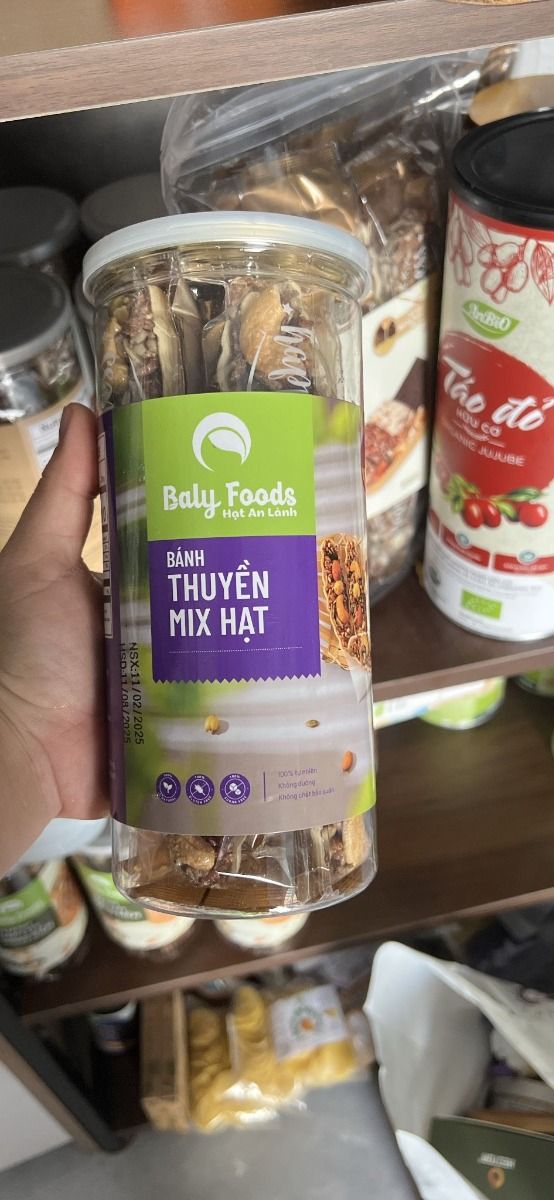 Baly Foods
Hạt An Lành
BÁNH
THUYỀN
MIX HẠT
NSX:11/02/2025
HSD:11/08/2025
100% tự nhiên
Không đường
Không chất bảo quản
AnBiO
Táo đỏ
HỮU CƠ
ORGANIC JUJUBE